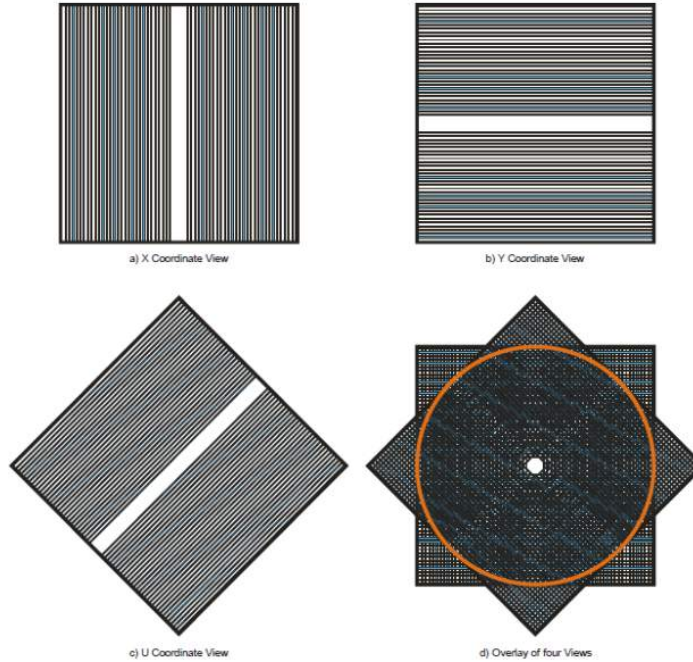 a) X Coordinate View
b) Y Coordinate View
c) U Coordinate View
d) Overlay of four Views